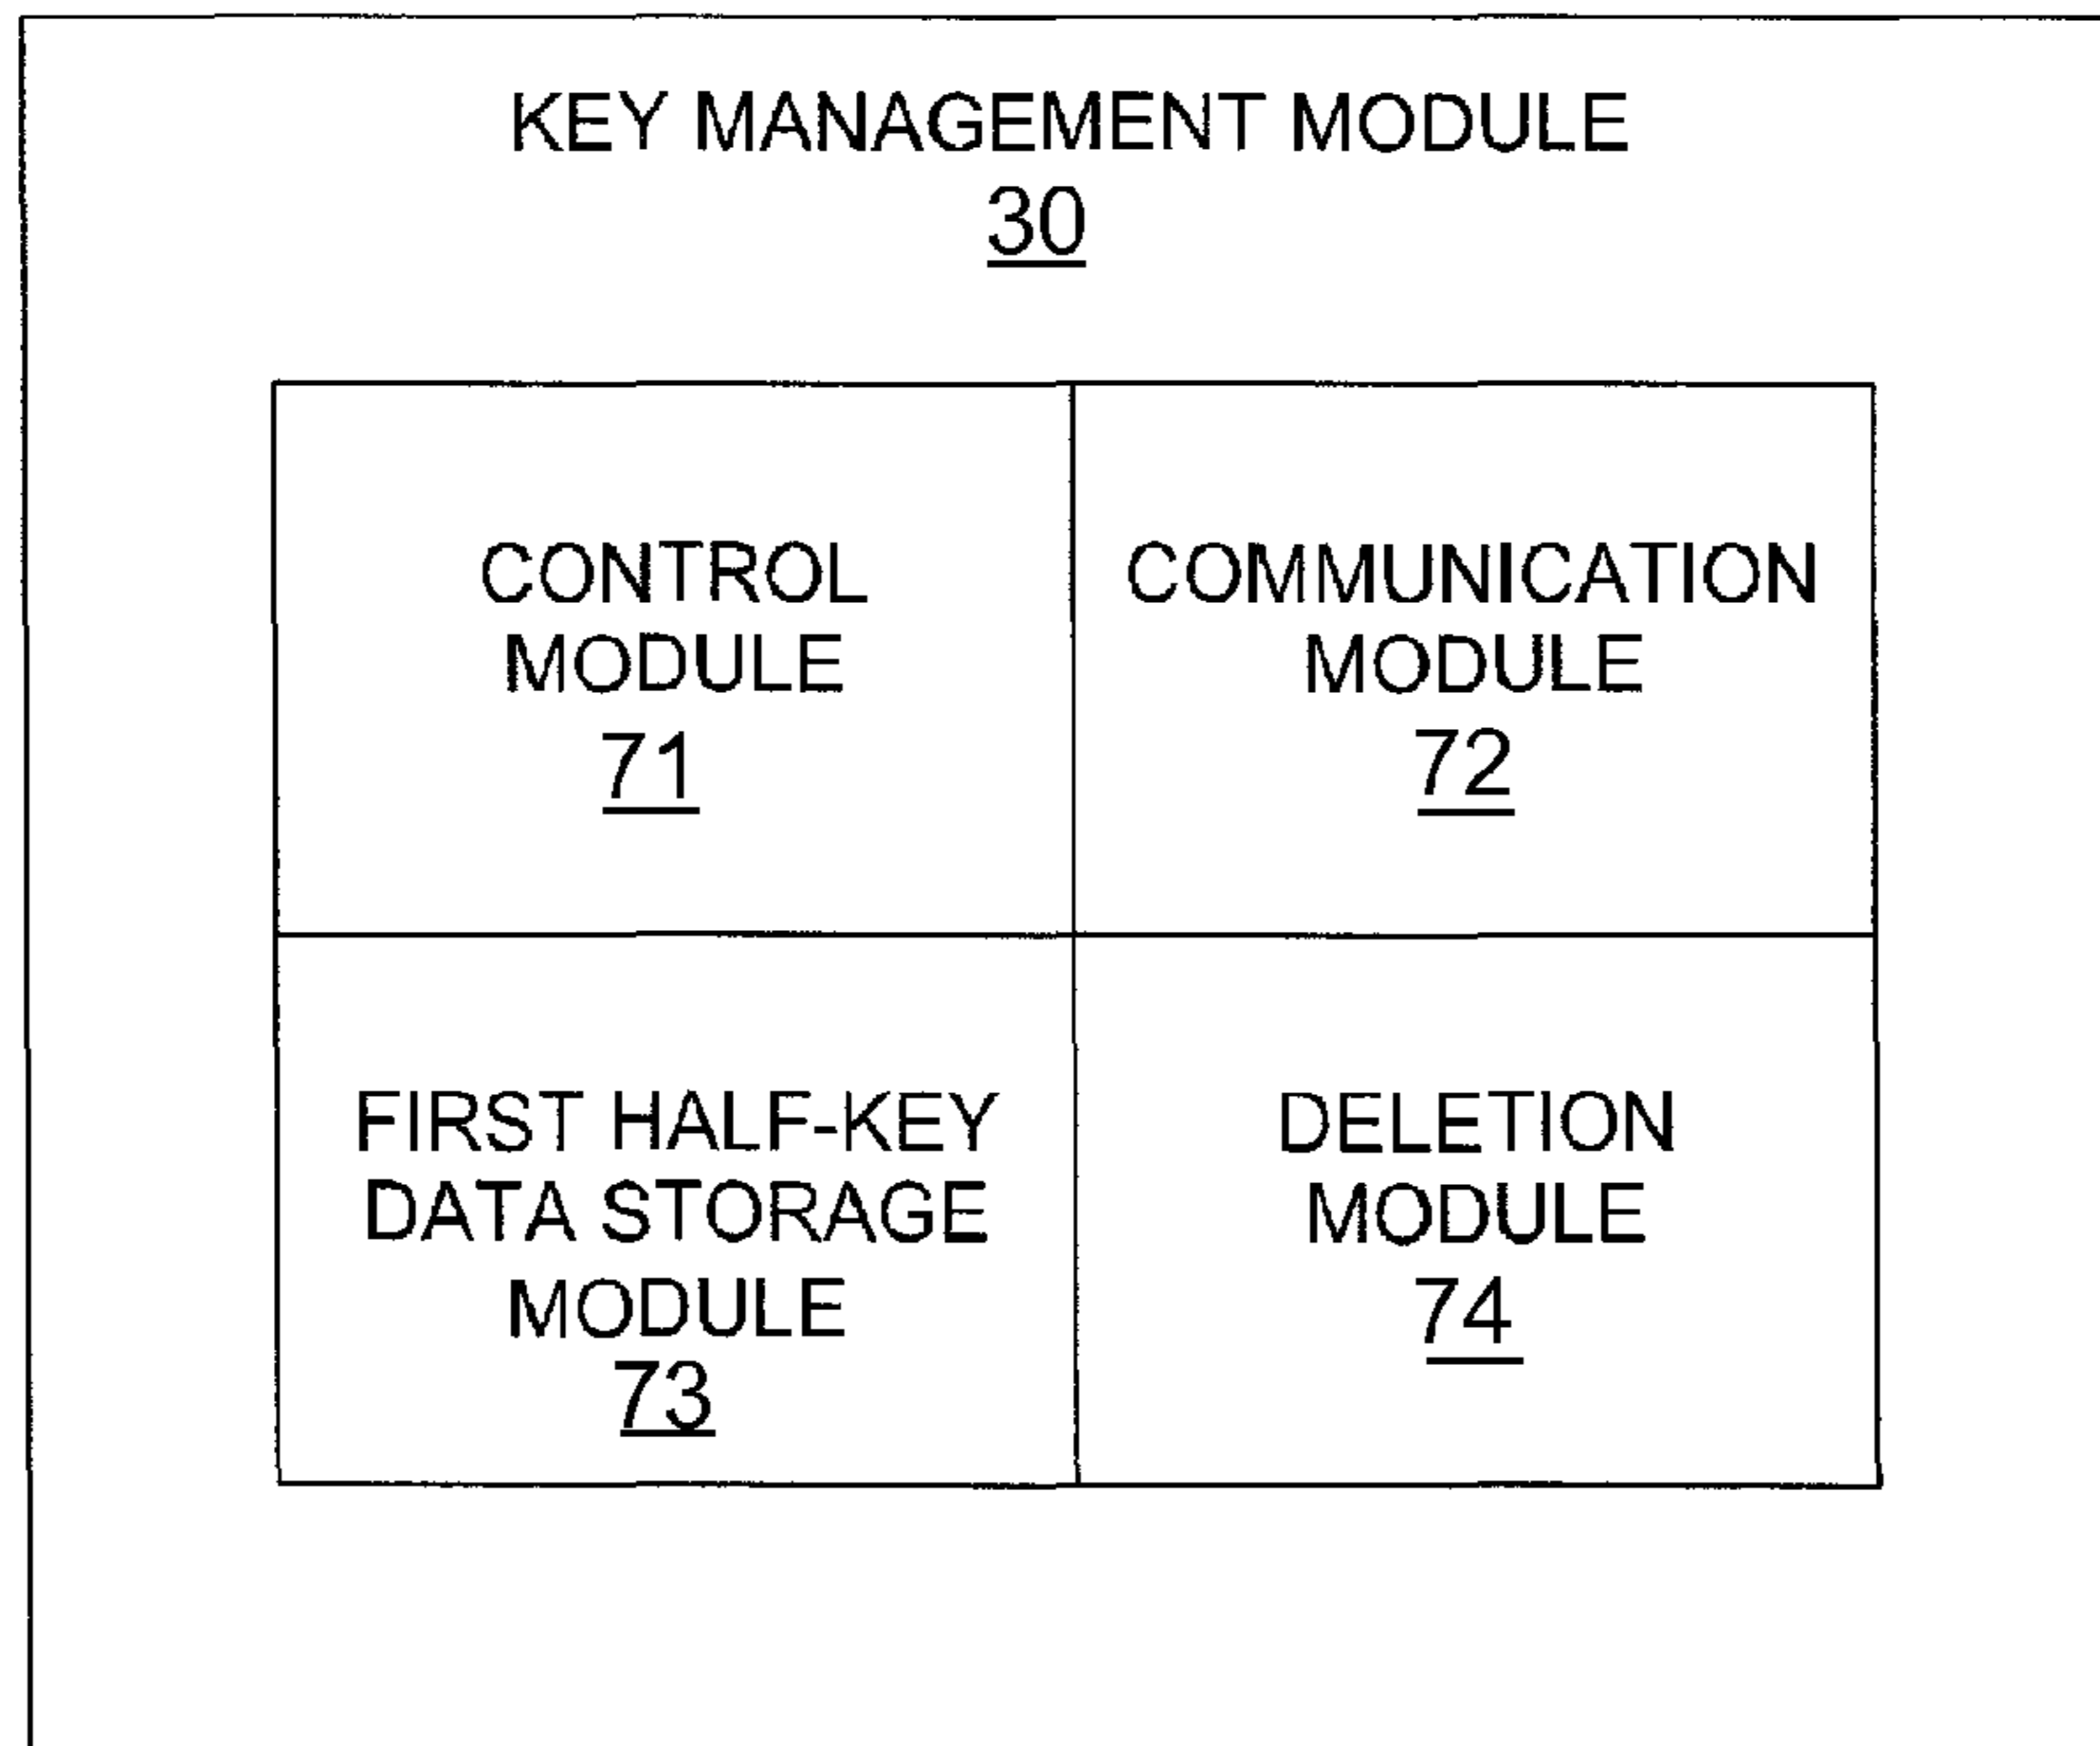 KEY MANAGEMENT MODULE
30
CONTROL
MODULE
71
COMMUNICATION
MODULE
72
FIRST HALF-KEY
DATA STORAGE
MODULE
73
DELETION
MODULE
74